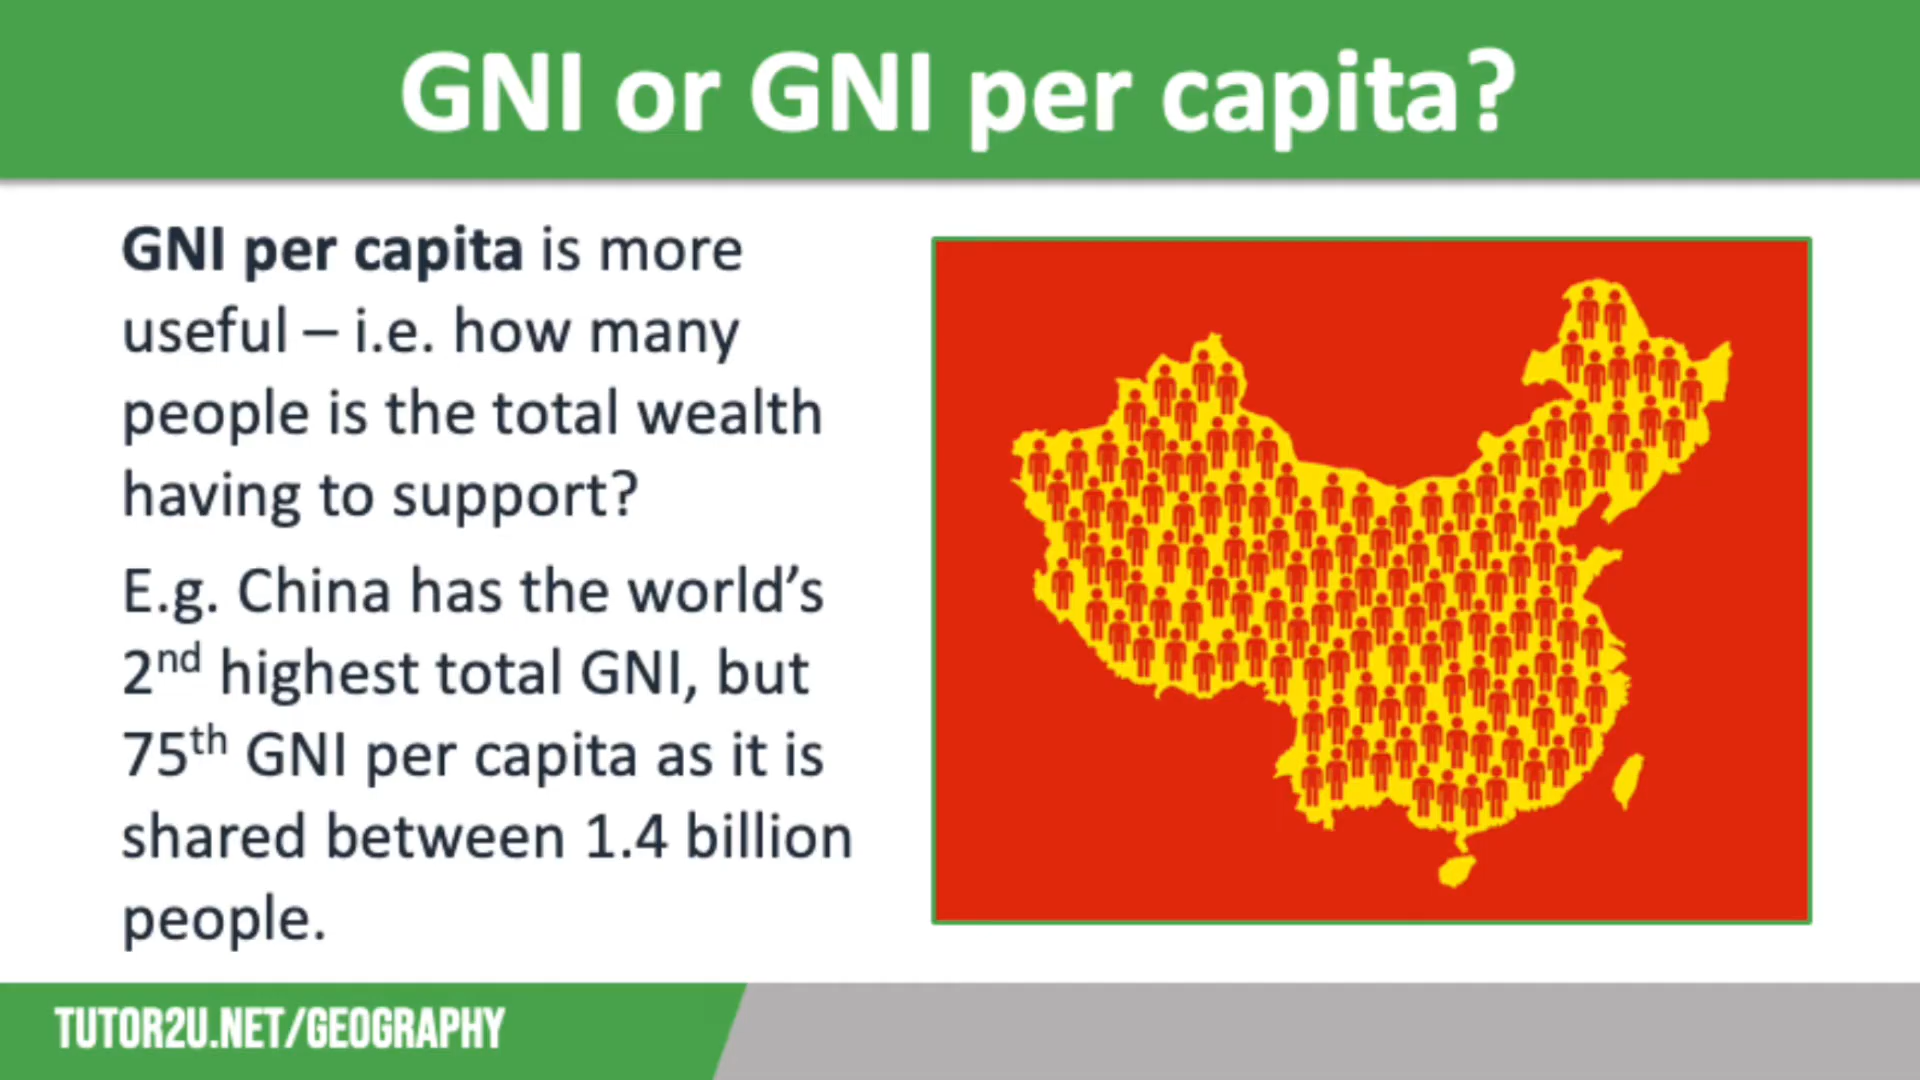 GNI or GNI per capita?
GNI per capita is more
useful – i.e. how many
people is the total wealth
having to support?
E.g. China has the world’s
2nd highest total GNI, but
75th GNI per capita as it is
shared between 1.4 billion
people.
TUTOR2U.NET/GEOGRAPHY